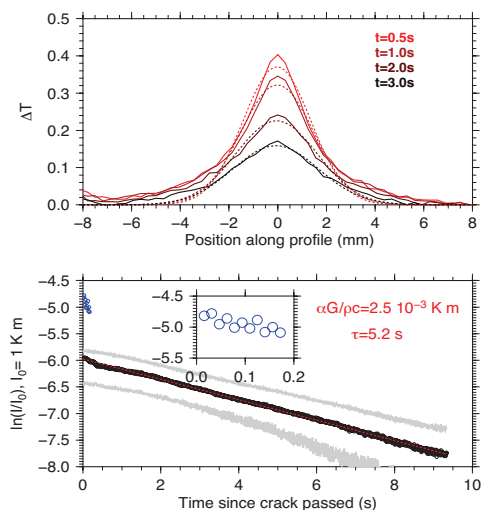 0.5
0.4
0.3
0.2
0.1
0.0
ΔT
t=0.5s
t=1.0s
t=2.0s
t=3.0s
-8 -6 -4 -2 0 2 4 6 8
Position along profile (mm)
-4.5
-5.0
-5.5
-6.0
-6.5
-7.0
-7.5
-8.0
ln(I/I₀), I₀= 1 K m
-4.5
-5.0
-5.5
0.0 0.1 0.2
αG/ρc=2.5 10⁻³ K m
τ=5.2 s
0 2 4 6 8 10
Time since crack passed (s)